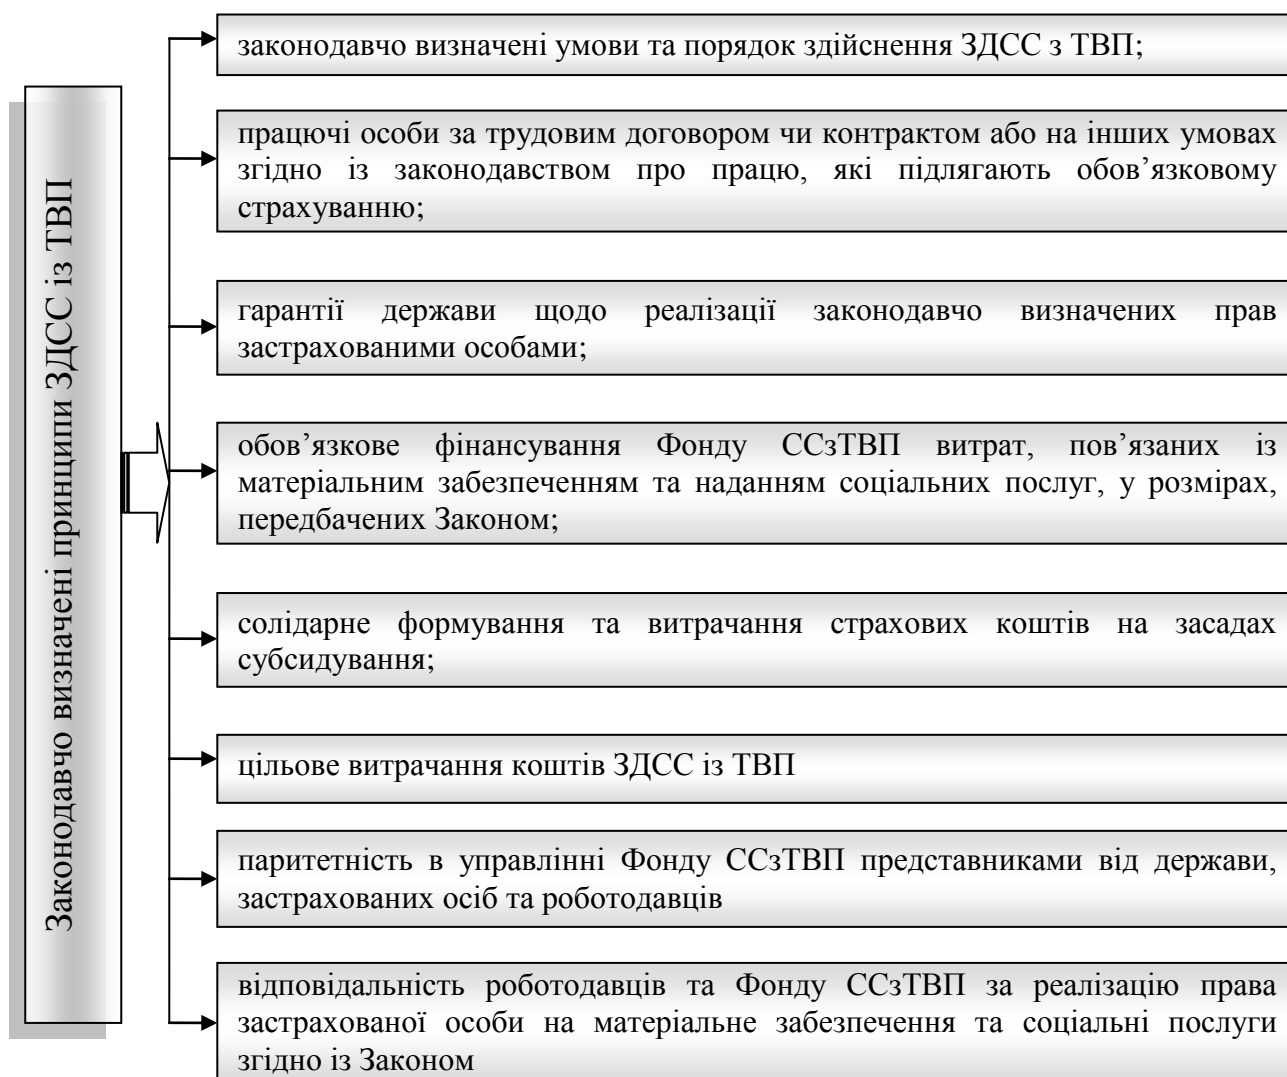 Законодавчо визначені принципи ЗДСС із ТВП
законодавчо визначені умови та порядок здійснення ЗДСС з ТВП;
працюючі особи за трудовим договором чи контрактом або на інших умовах
згідно із законодавством про працю, які підлягають обов’язковому
страхуванню;
гарантії держави щодо реалізації законодавчо визначених прав
застрахованими особами;
обов’язкове фінансування Фонду ССзТВП витрат, пов’язаних із
матеріальним забезпеченням та наданням соціальних послуг, у розмірах,
передбачених Законом;
солідарне формування та витрачання страхових коштів на засадах
субсидування;
цільове витрачання коштів ЗДСС із ТВП
паритетність в управлінні Фонду ССзТВП представниками від держави,
застрахованих осіб та роботодавців
відповідальність роботодавців та Фонду ССзТВП за реалізацію права
застрахованої особи на матеріальне забезпечення та соціальні послуги
згідно із Законом